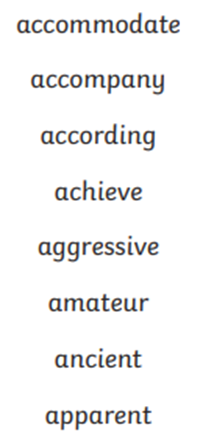 accommodate
accompany
according
achieve
aggressive
amateur
ancient
apparent